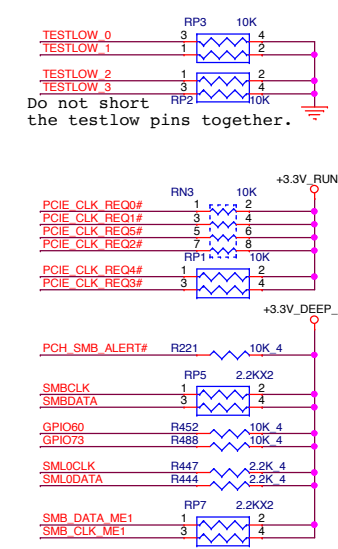 RP3 10K
TESTLOW_0 3 4
TESTLOW_1 1 2
TESTLOW_2 1 2
TESTLOW_3 3 4
Do not short RP2 10K
the testlow pins together.
+3.3V_RUN
RN3 10K
PCIE_CLK_REQ0# 1 2
PCIE_CLK_REQ1# 3 4
PCIE_CLK_REQ5# 5 6
PCIE_CLK_REQ2# 7 8
RP1 10K
PCIE_CLK_REQ4# 1 2
PCIE_CLK_REQ3# 3 4
+3.3V_DEEP_
PCH_SMB_ALERT# R221 10K_4
RP5 2.2KX2
SMBCLK 1 2
SMBDATA 3 4
GPIO60 R452 10K_4
GPIO73 R488 10K_4
SML0CLK R447 2.2K_4
SML0DATA R444 2.2K_4
RP7 2.2KX2
SMB_DATA_ME1 1 2
SMB_CLK_ME1 3 4